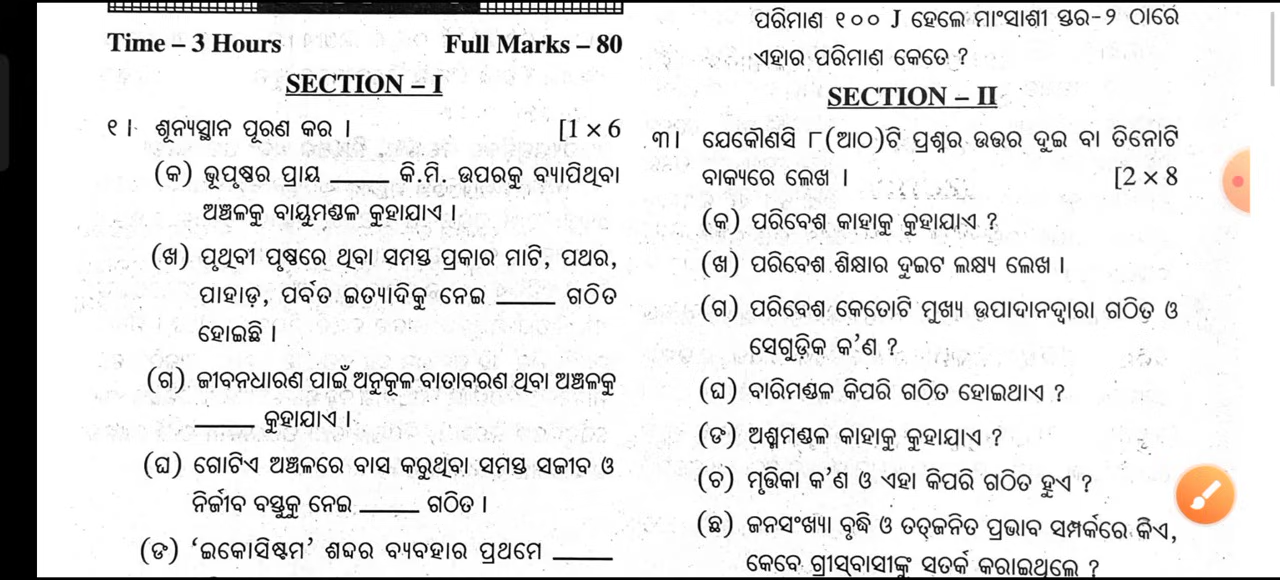 Time – 3 Hours Full Marks – 80
SECTION – I
୧। ଶୂନ୍ୟସ୍ଥାନ ପୂରଣ କର । [1 × 6
(କ) ଭୂପୃଷ୍ଠର ପ୍ରାୟ _____ କି.ମି. ଉପରକୁ ବ୍ୟାପିଥିବା
ଅଞ୍ଚଳକୁ ବାୟୁମଣ୍ଡଳ କୁହାଯାଏ ।
(ଖ) ପୃଥିବୀ ପୃଷ୍ଠରେ ଥିବା ସମସ୍ତ ପ୍ରକାର ମାଟି, ପଥର,
ପାହାଡ଼, ପର୍ବତ ଇତ୍ୟାଦିକୁ ନେଇ _____ ଗଠିତ
ହୋଇଛି ।
(ଗ) ଜୀବନଧାରଣ ପାଇଁ ଅନୁକୂଳ ବାତାବରଣ ଥିବା ଅଞ୍ଚଳକୁ
_____ କୁହାଯାଏ ।
(ଘ) ଗୋଟିଏ ଅଞ୍ଚଳରେ ବାସ କରୁଥିବା ସମସ୍ତ ସଜୀବ ଓ
ନିର୍ଜୀବ ବସ୍ତୁକୁ ନେଇ _____ ଗଠିତ ।
(ଙ) ‘ଇକୋସିଷ୍ଟମ’ ଶବ୍ଦର ବ୍ୟବହାର ପ୍ରଥମେ _____
ପରିମାଣ ୧୦୦ J ହେଲେ ମାଂସାଶୀ ସ୍ତର-୨ ଠାରେ
ଏହାର ପରିମାଣ କେତେ ?
SECTION – II
୩। ଯେକୌଣସି ୮(ଆଠ)ଟି ପ୍ରଶ୍ନର ଉତ୍ତର ଦୁଇ ବା ତିନୋଟି
ବାକ୍ୟରେ ଲେଖ । [2 × 8
(କ) ପରିବେଶ କାହାକୁ କୁହାଯାଏ ?
(ଖ) ପରିବେଶ ଶିକ୍ଷାର ଦୁଇଟି ଲକ୍ଷ୍ୟ ଲେଖ ।
(ଗ) ପରିବେଶ କେତୋଟି ମୁଖ୍ୟ ଉପାଦାନଦ୍ୱାରା ଗଠିତ ଓ
ସେଗୁଡ଼ିକ କ’ଣ ?
(ଘ) ବାରିମଣ୍ଡଳ କିପରି ଗଠିତ ହୋଇଥାଏ ?
(ଙ) ଅଶ୍ମମଣ୍ଡଳ କାହାକୁ କୁହାଯାଏ ?
(ଚ) ମୃତ୍ତିକା କ’ଣ ଓ ଏହା କିପରି ଗଠିତ ହୁଏ ?
(ଛ) ଜନସଂଖ୍ୟା ବୃଦ୍ଧି ଓ ତତ୍‌ଜନିତ ପ୍ରଭାବ ସମ୍ପର୍କରେ କିଏ,
କେବେ ଗ୍ରୀସ୍‌ବାସୀଙ୍କୁ ସତର୍କ କରାଇଥିଲେ ?